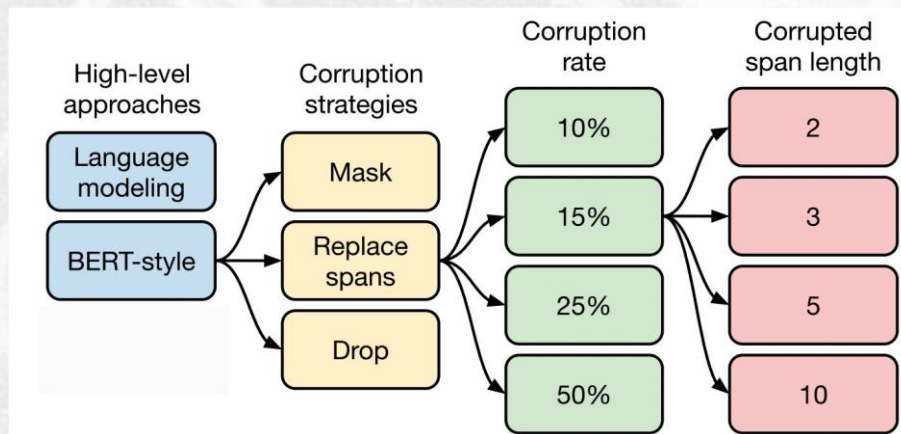 High-level
approaches
Language
modeling
BERT-style
Corruption
strategies
Mask
Replace
spans
Drop
Corruption
rate
10%
15%
25%
50%
Corrupted
span length
2
3
5
10